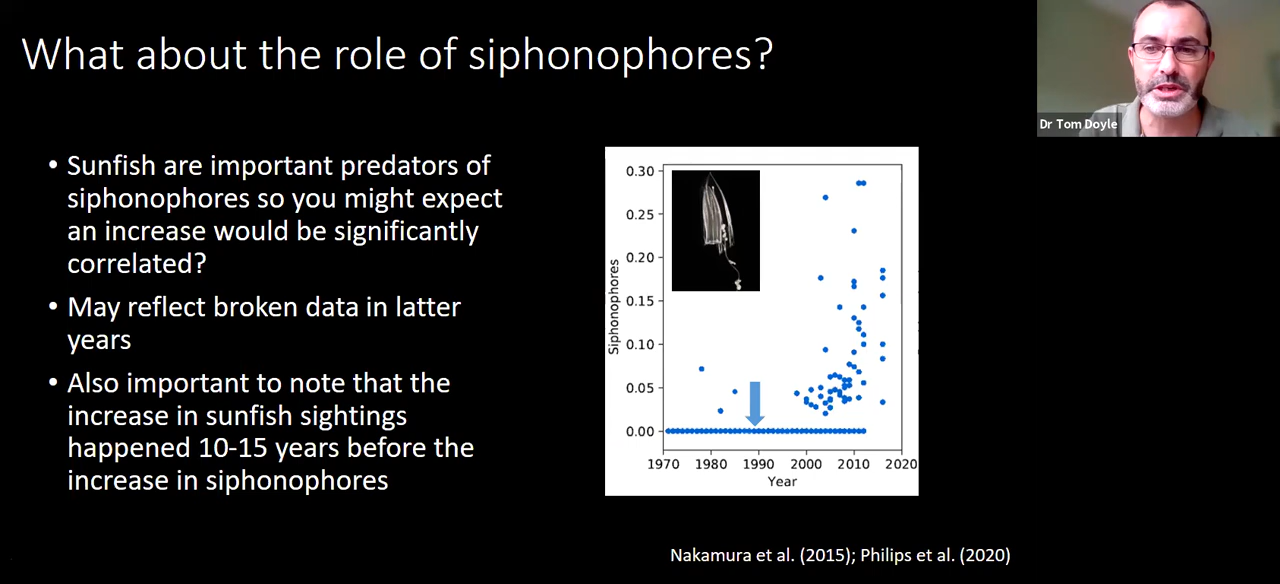 What about the role of siphonophores?
Dr Tom Doyle
• Sunfish are important predators of
siphonophores so you might expect
an increase would be significantly
correlated?
• May reflect broken data in latter
years
• Also important to note that the
increase in sunfish sightings
happened 10-15 years before the
increase in siphonophores
Siphonophores
0.30
0.25
0.20
0.15
0.10
0.05
0.00
1970 1980 1990 2000 2010 2020
Year
Nakamura et al. (2015); Philips et al. (2020)